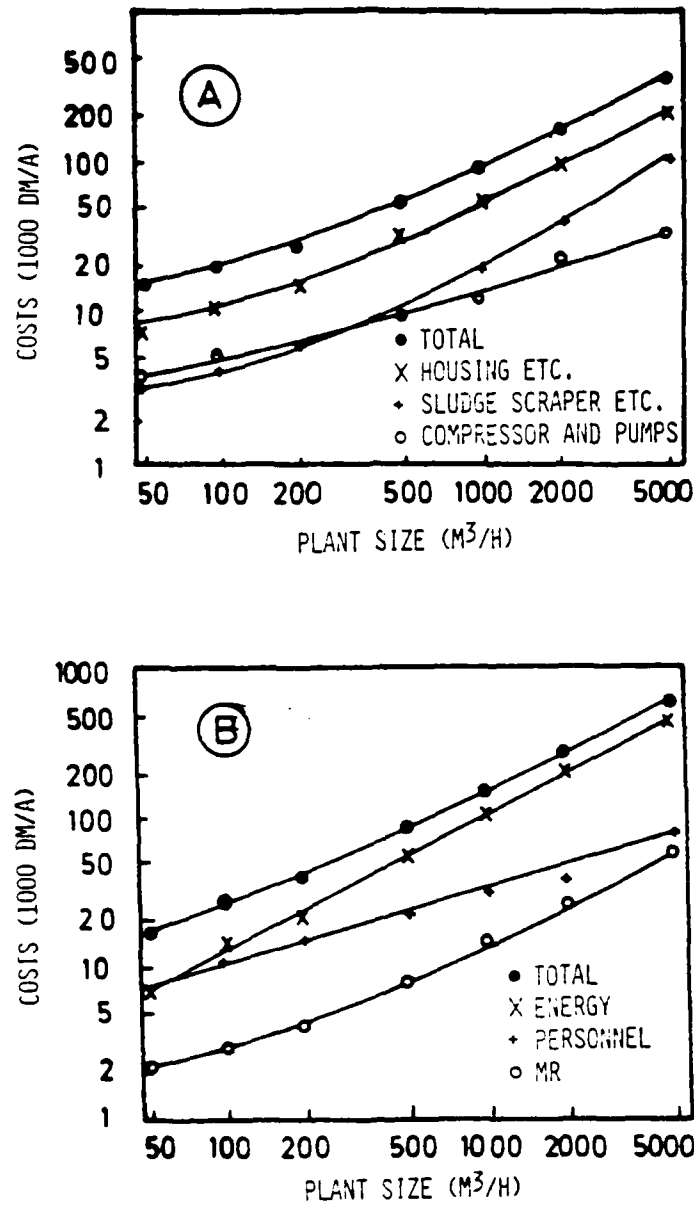 A
500
200
100
50
20
10
5
2
1
COSTS (1000 DM/A)
● TOTAL
X HOUSING ETC.
+ SLUDGE SCRAPER ETC.
o COMPRESSOR AND PUMPS
50 100 200 500 1000 2000 5000
PLANT SIZE (M³/H)
B
1000
500
200
100
50
20
10
5
2
1
COSTS (1000 DM/A)
● TOTAL
X ENERGY
+ PERSONNEL
o MR
50 100 200 500 1000 2000 5000
PLANT SIZE (M³/H)